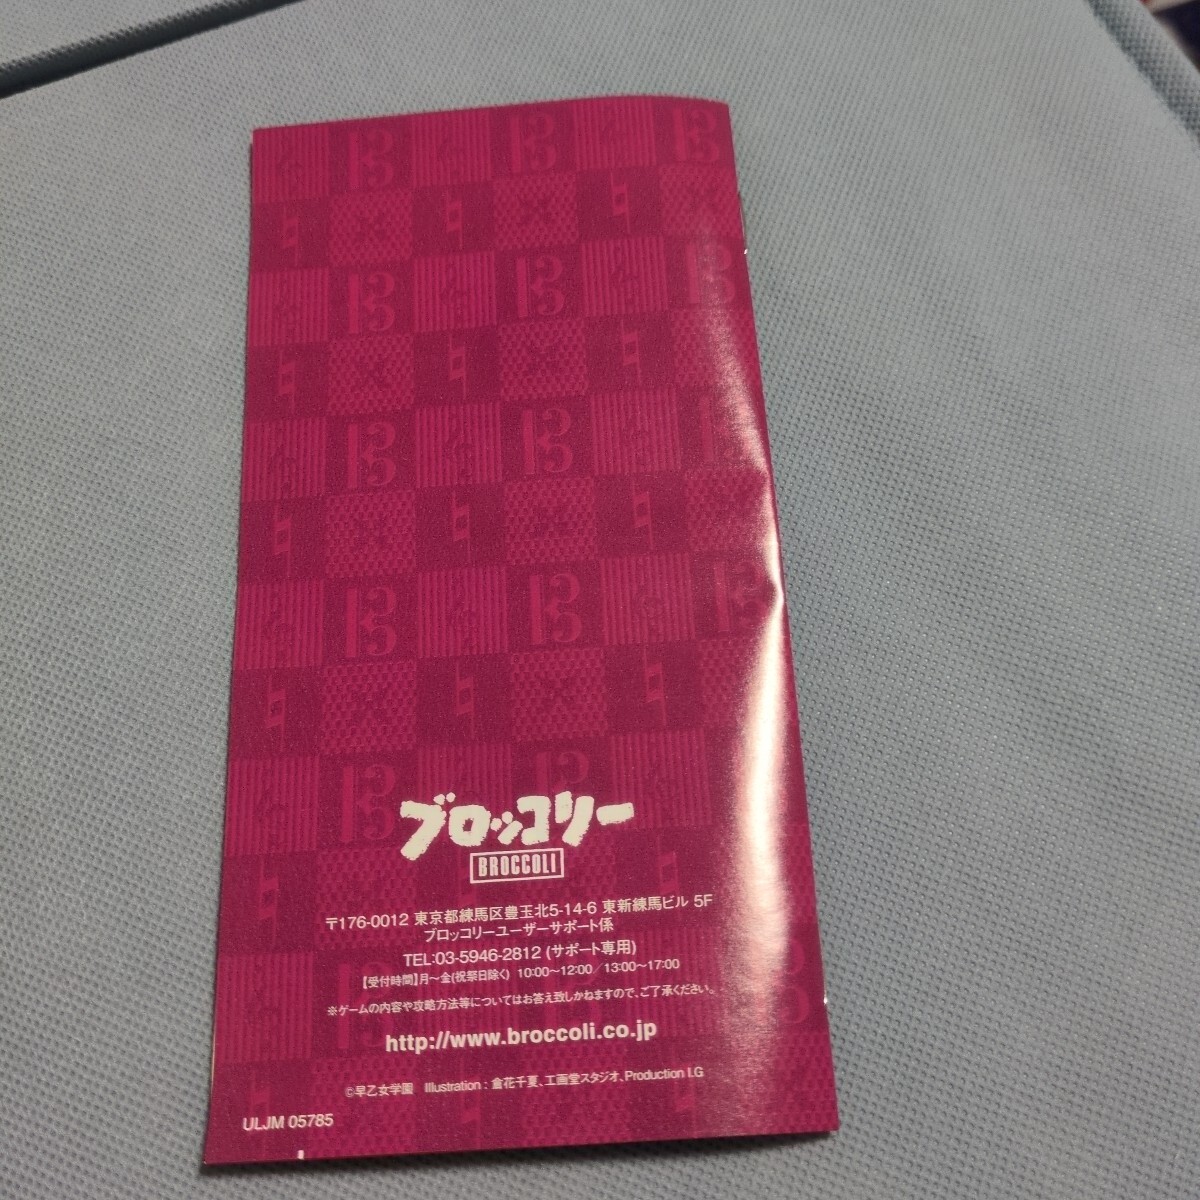 ブロッコリー
BROCCOLI
〒176-0012 東京都練馬区豊玉北5-14-6 東新練馬ビル 5F
ブロッコリーユーザーサポート係
TEL:03-5946-2812 (サポート専用)
【受付時間】月〜金(祝祭日除く) 10:00〜12:00／13:00〜17:00
※ゲームの内容や攻略方法等についてはお答え致しかねますので、ご了承ください。
http://www.broccoli.co.jp
©早乙女学園 Illustration : 倉花千夏、工画堂スタジオ、Production I.G
ULJM 05785